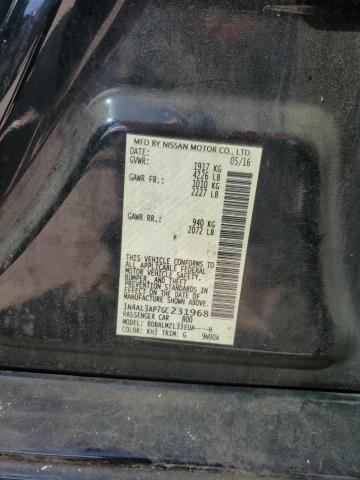 MFD BY NISSAN MOTOR CO., LTD.
DATE: 05/16
GVWR: 1917 KG
4226 LB
GAWR FR.: 1010 KG
2227 LB
GAWR RR.: 940 KG
2072 LB
THIS VEHICLE CONFORMS TO
ALL APPLICABLE FEDERAL
MOTOR VEHICLE SAFETY,
BUMPER, AND THEFT
PREVENTION STANDARDS
IN EFFECT ON THE DATE OF
MANUFACTURE SHOWN ABOVE.
1N4AL3AP7GC231968
PASSENGER CAR 800
MODEL: BDBALMZL33EUA----H
COLOR: KH3 TRIM: G 9N00A